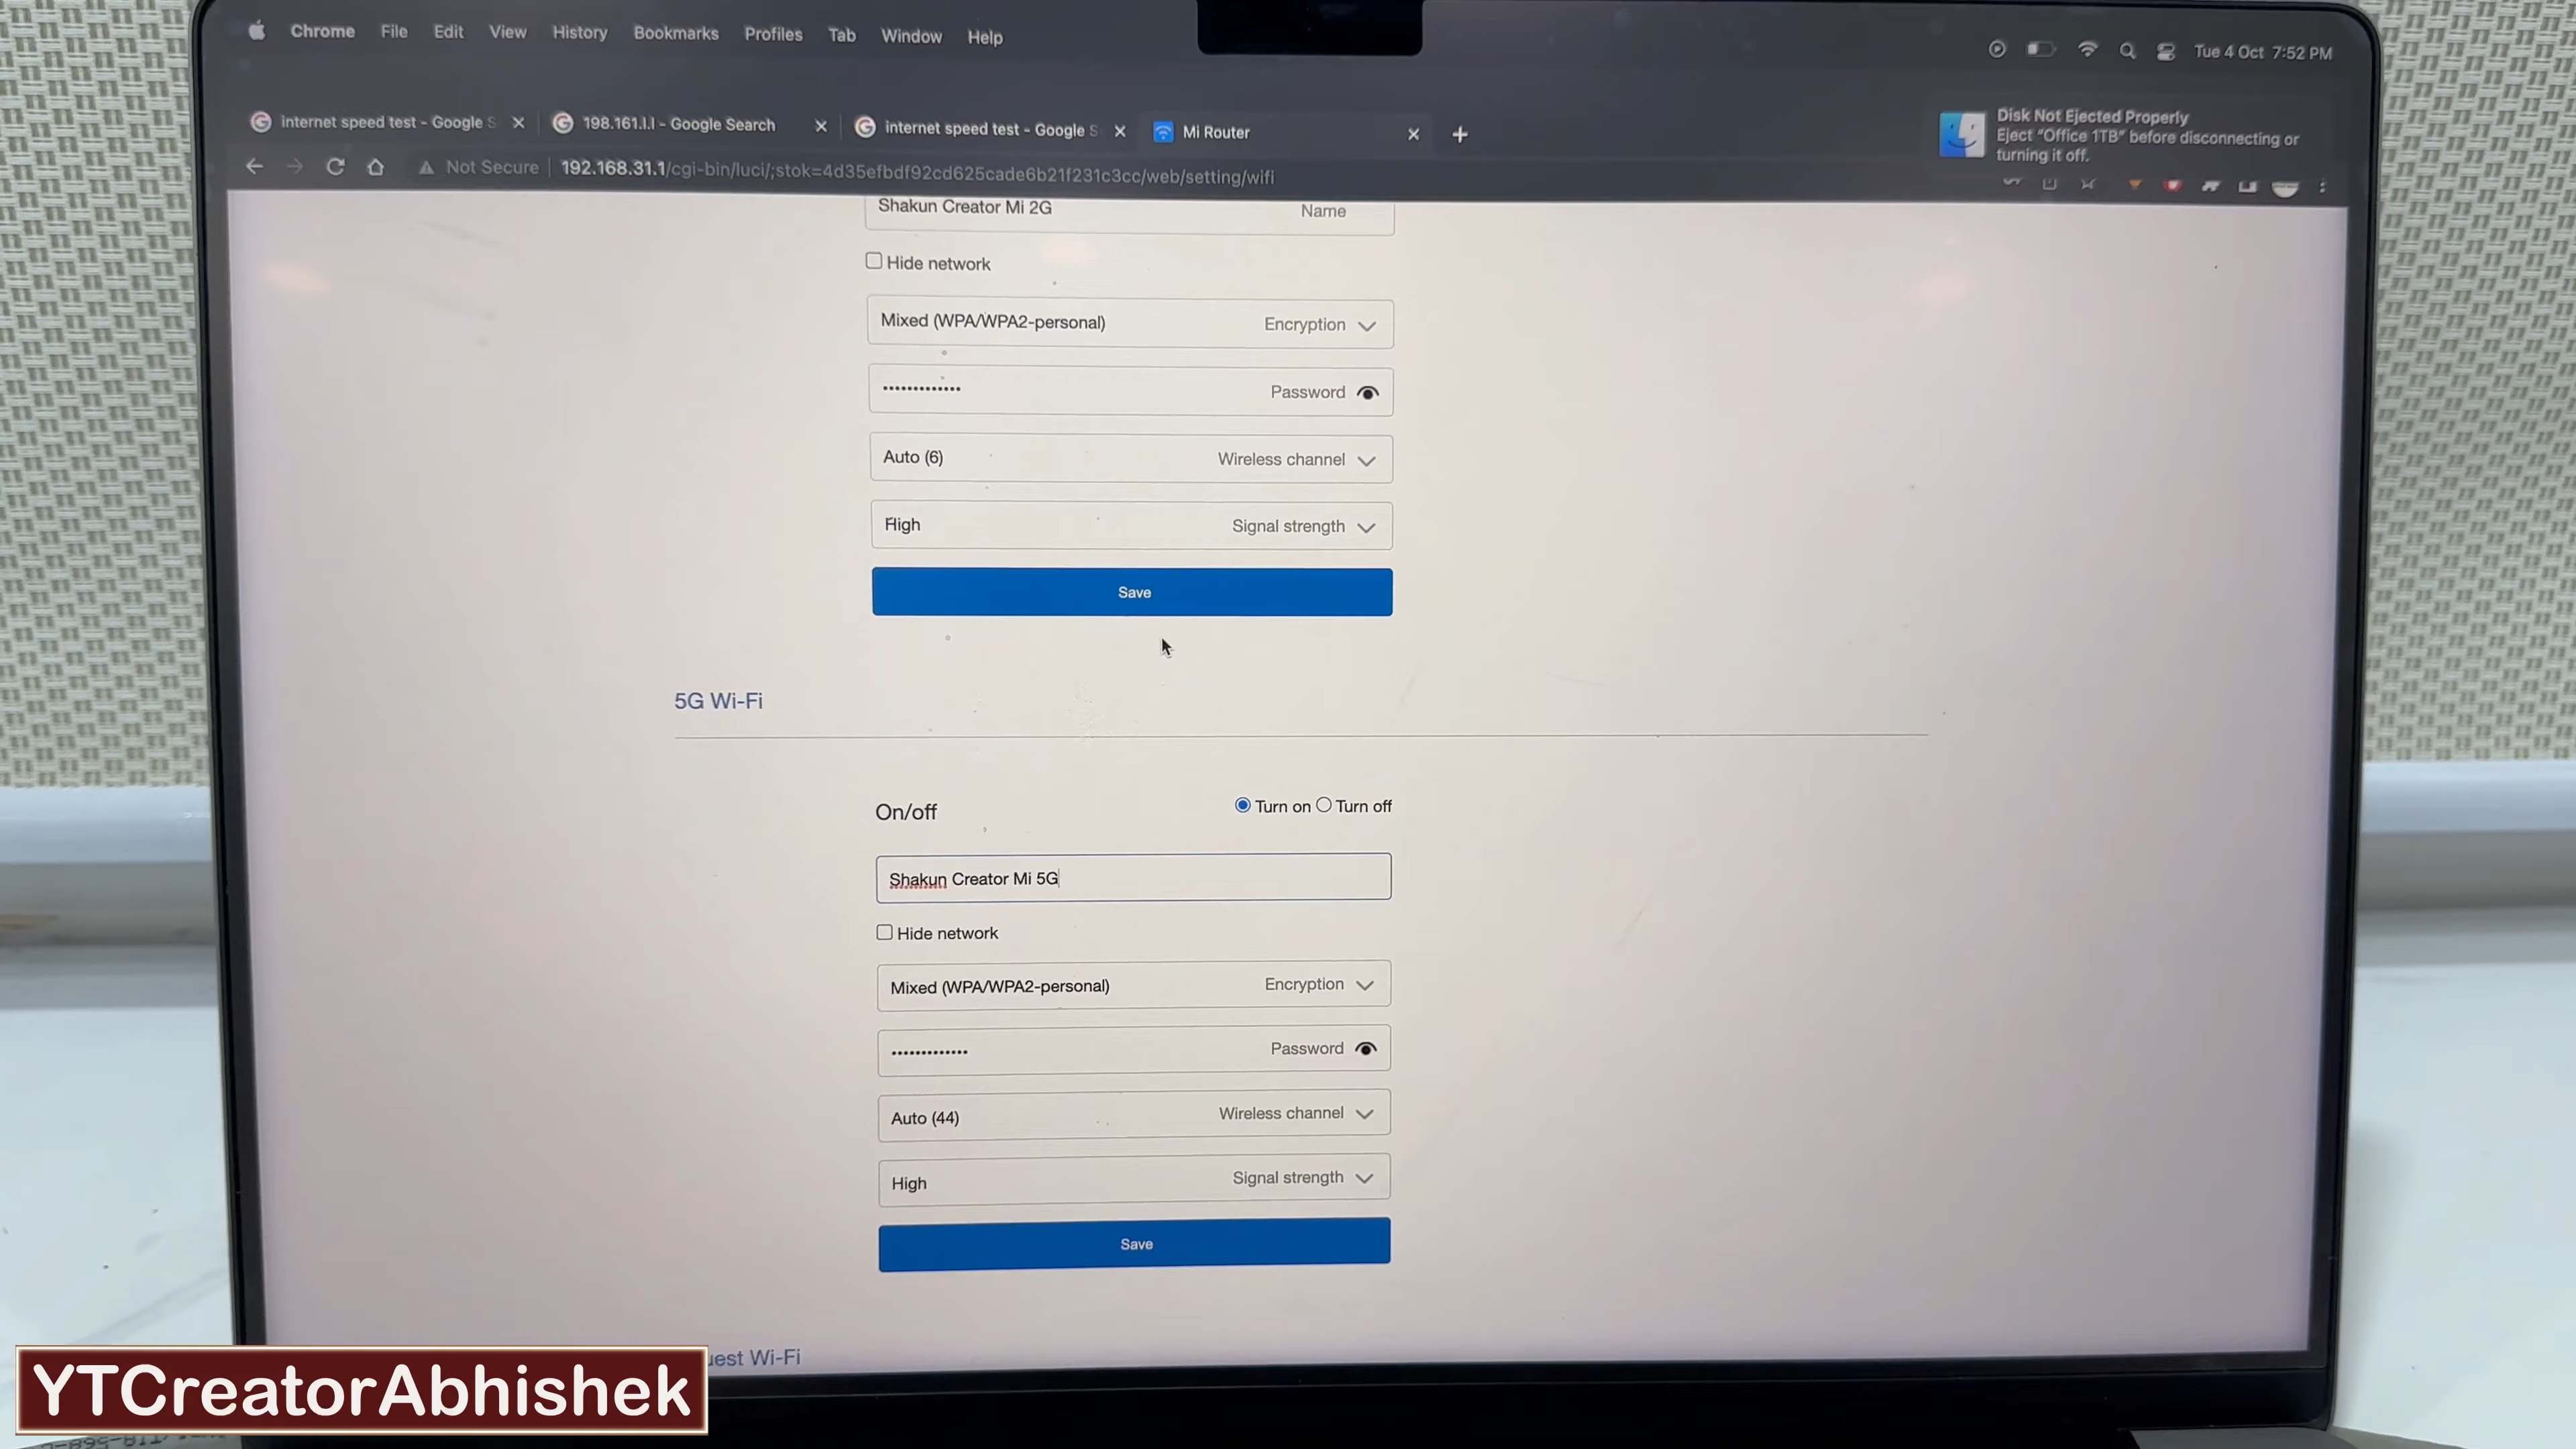 Chrome File Edit View History Bookmarks Profiles Tab Window Help
Tue 4 Oct 7:52 PM
internet speed test - Google S
198.161.l.l - Google Search
internet speed test - Google S
Mi Router
Disk Not Ejected Properly
Eject “Office 1TB” before disconnecting or
turning it off.
Not Secure 192.168.31.1/cgi-bin/luci/;stok=4d35efbdf92cd625cade6b21f231c3cc/web/setting/wifi
Shakun Creator Mi 2G Name
Hide network
Mixed (WPA/WPA2-personal) Encryption
Password
Auto (6) Wireless channel
High Signal strength
Save
5G Wi-Fi
On/off Turn on Turn off
Shakun Creator Mi 5G
Hide network
Mixed (WPA/WPA2-personal) Encryption
Password
Auto (44) Wireless channel
High Signal strength
Save
uest Wi-Fi
YTCreatorAbhishek